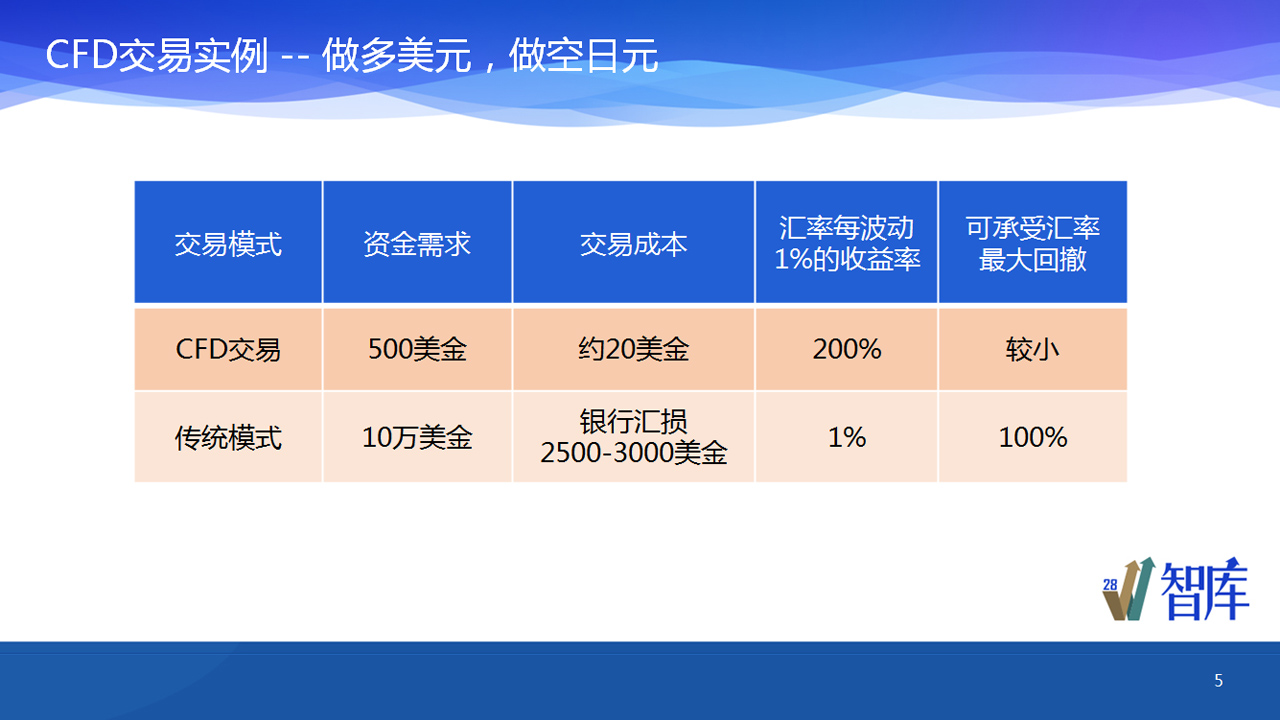 CFD交易实例 -- 做多美元，做空日元
交易模式
资金需求
交易成本
汇率每波动
1%的收益率
可承受汇率
最大回撤
CFD交易
500美金
约20美金
200%
较小
传统模式
10万美金
银行汇损
2500-3000美金
1%
100%
28
智库
5